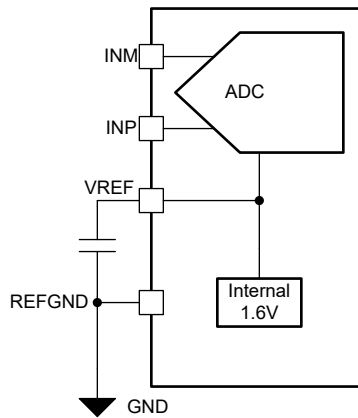 INM
ADC
INP
VREF
REFGND
Internal
1.6V
GND